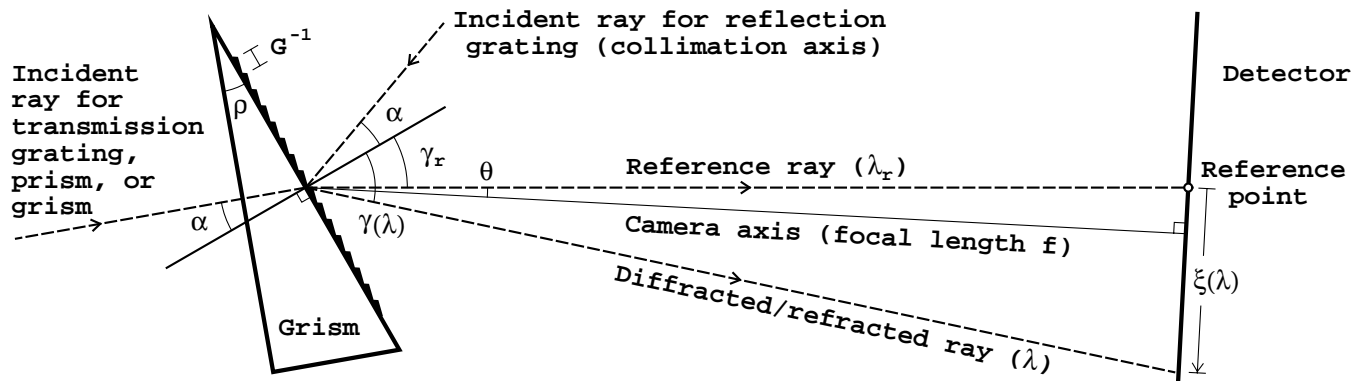 Incident ray for reflection
grating (collimation axis)
G⁻¹
Incident
ray for
transmission
grating,
prism, or
grism
ρ
α
γᵣ
α
γ(λ)
θ
Reference ray (λᵣ)
Camera axis (focal length f)
Diffracted/refracted ray (λ)
Grism
Detector
Reference
point
ξ(λ)